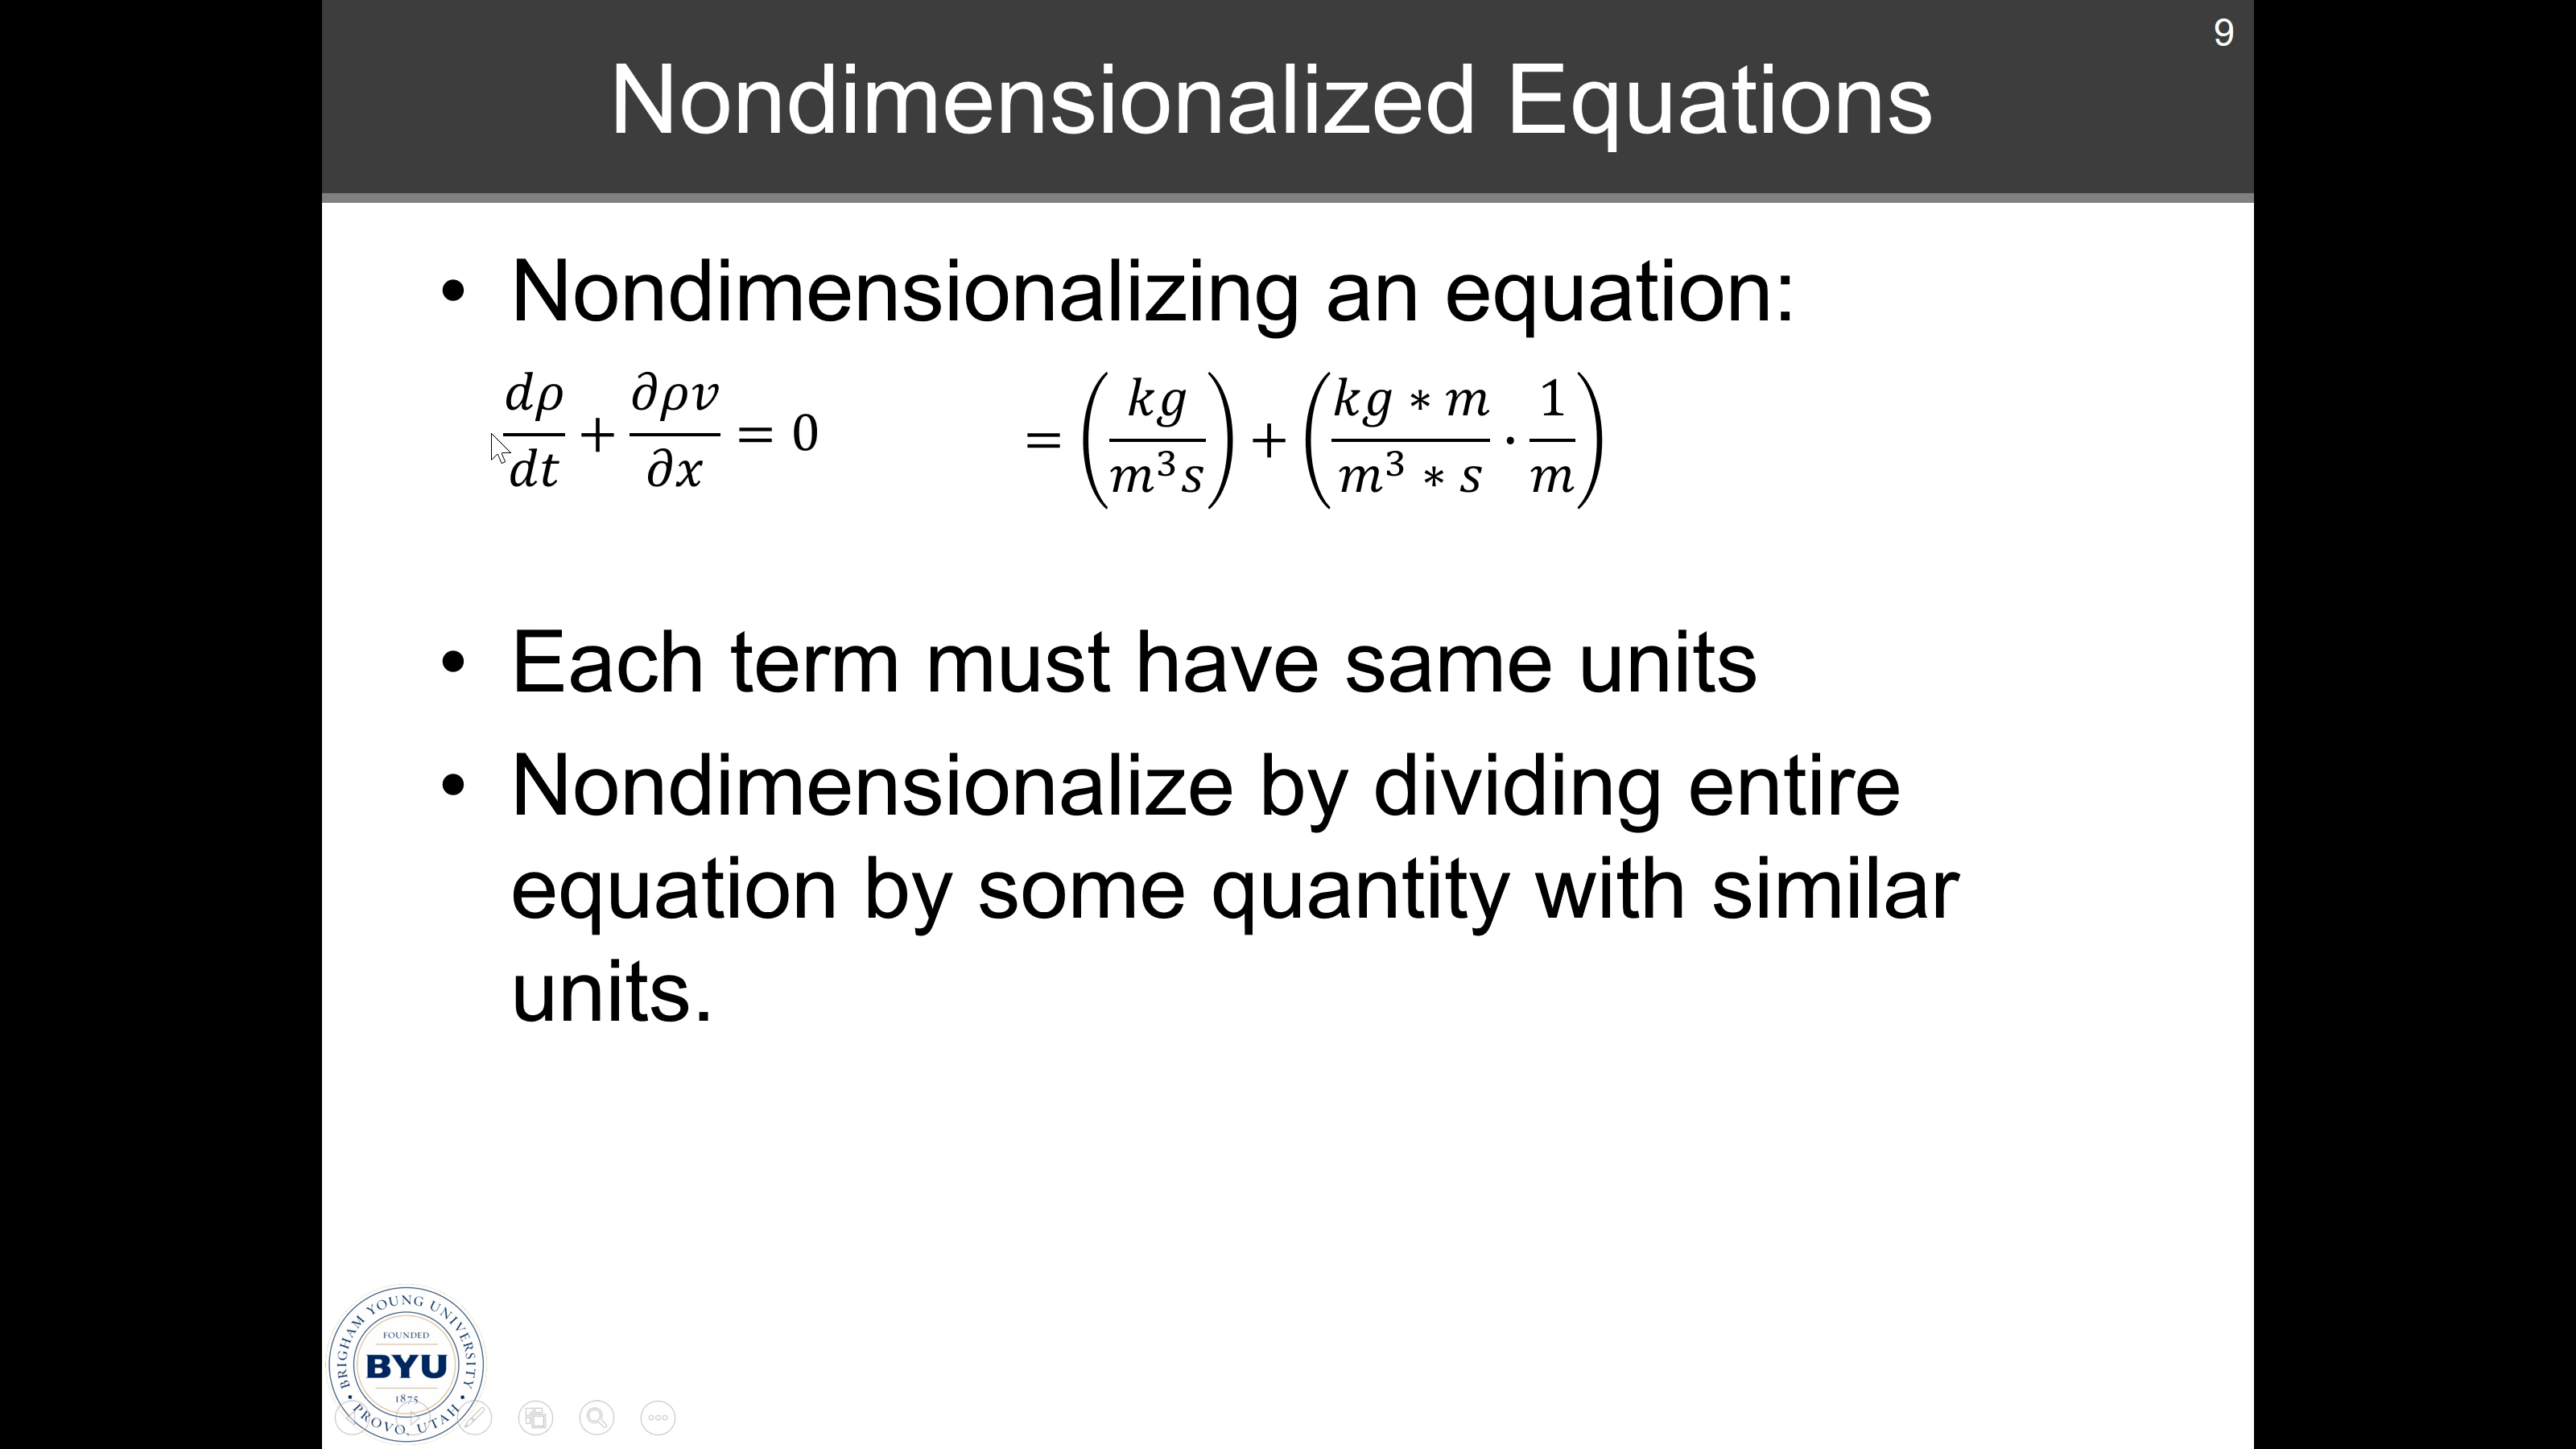 9
Nondimensionalized Equations
• Nondimensionalizing an equation:
dρ/dt + ∂ρv/∂x = 0    = (kg/m³s) + (kg * m/m³ * s · 1/m)
• Each term must have same units
• Nondimensionalize by dividing entire
equation by some quantity with similar
units.
BRIGHAM YOUNG UNIVERSITY
FOUNDED
BYU
1875
PROVO, UTAH